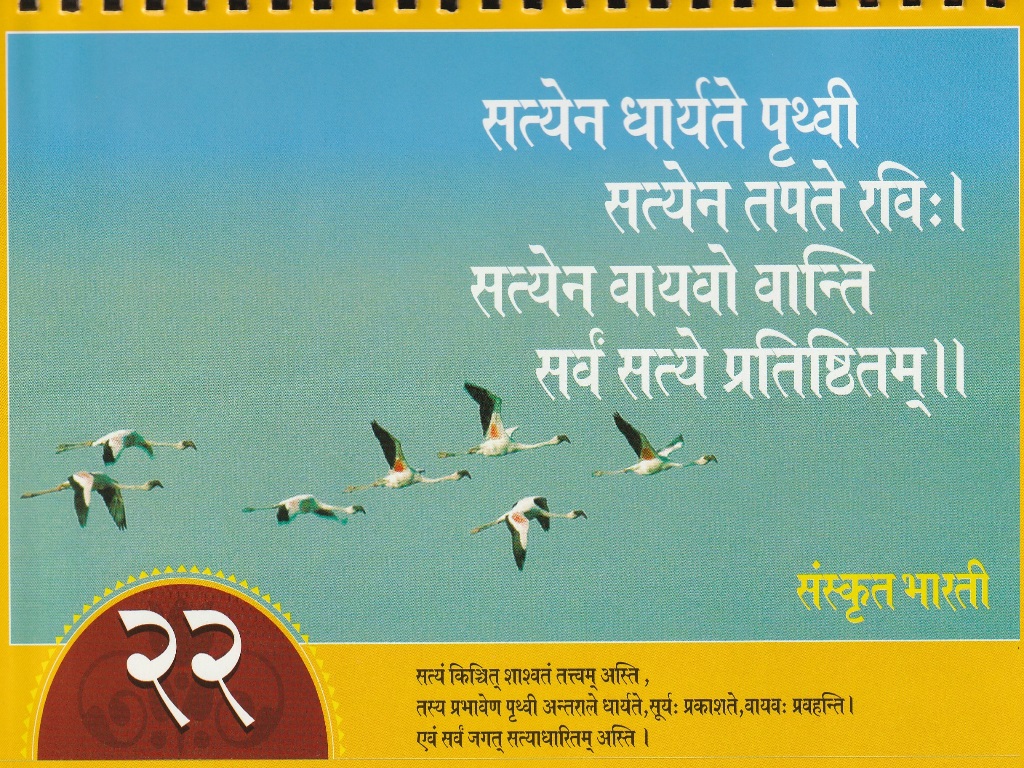 सत्येन धार्यते पृथ्वी
सत्येन तपते रविः।
सत्येन वायवो वान्ति
सर्वं सत्ये प्रतिष्ठितम्।।
संस्कृत भारती
२२
सत्यं किञ्चित् शाश्वतं तत्त्वम् अस्ति ,
तस्य प्रभावेण पृथ्वी अन्तराले धार्यते,सूर्यः प्रकाशते,वायवः प्रवहन्ति।
एवं सर्वं जगत् सत्याधारितम् अस्ति ।